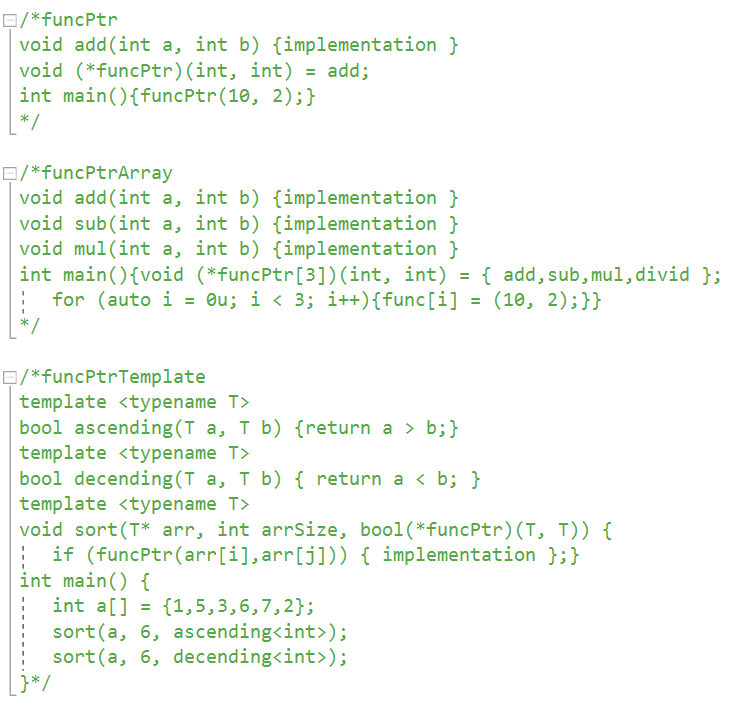 /*funcPtr
void add(int a, int b) {implementation }
void (*funcPtr)(int, int) = add;
int main(){funcPtr(10, 2);}
*/
/*funcPtrArray
void add(int a, int b) {implementation }
void sub(int a, int b) {implementation }
void mul(int a, int b) {implementation }
int main(){void (*funcPtr[3])(int, int) = { add,sub,mul,divid };
for (auto i = 0u; i < 3; i++){func[i] = (10, 2);}}
*/
/*funcPtrTemplate
template <typename T>
bool ascending(T a, T b) {return a > b;}
template <typename T>
bool decending(T a, T b) { return a < b; }
template <typename T>
void sort(T* arr, int arrSize, bool(*funcPtr)(T, T)) {
if (funcPtr(arr[i],arr[j])) { implementation };}
int main() {
int a[] = {1,5,3,6,7,2};
sort(a, 6, ascending<int>);
sort(a, 6, decending<int>);
}*/